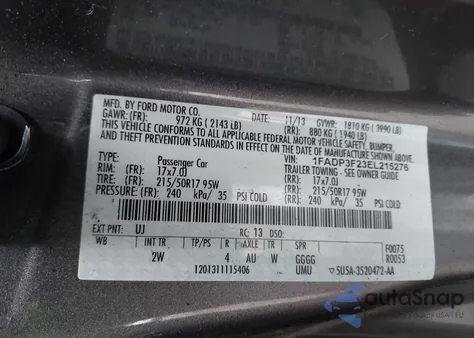 MFD. BY FORD MOTOR CO.
DATE: 11/13 GVWR: 1810 KG ( 3990 LB)
GAWR: (FR): 972 KG ( 2143 LB) (RR): 880 KG ( 1940 LB)
THIS VEHICLE CONFORMS TO ALL APPLICABLE FEDERAL MOTOR VEHICLE SAFETY, BUMPER,
AND THEFT PREVENTION STANDARDS IN EFFECT ON THE DATE OF MANUFACTURE SHOWN ABOVE.
VIN: 1FADP3F23EL215276
TYPE: Passenger Car TRAILER TOWING - SEE OWNER GUIDE
RIM: (FR): 17x7.0J (RR): 17x7.0J
TIRE: (FR): 215/50R17 95W (RR): 215/50R17 95W
PRESSURE: (FR): 240 kPa/ 35 PSI COLD (RR): 240 kPa/ 35 PSI COLD
EXT PNT: UJ RC: 13 DSO: F0075
WB INT TR TP/PS R AXLE TR SPRING R0053
2W 4 AU W GGGG
1201311115406 UMU 5U5A-3520472-AA
autoSnap